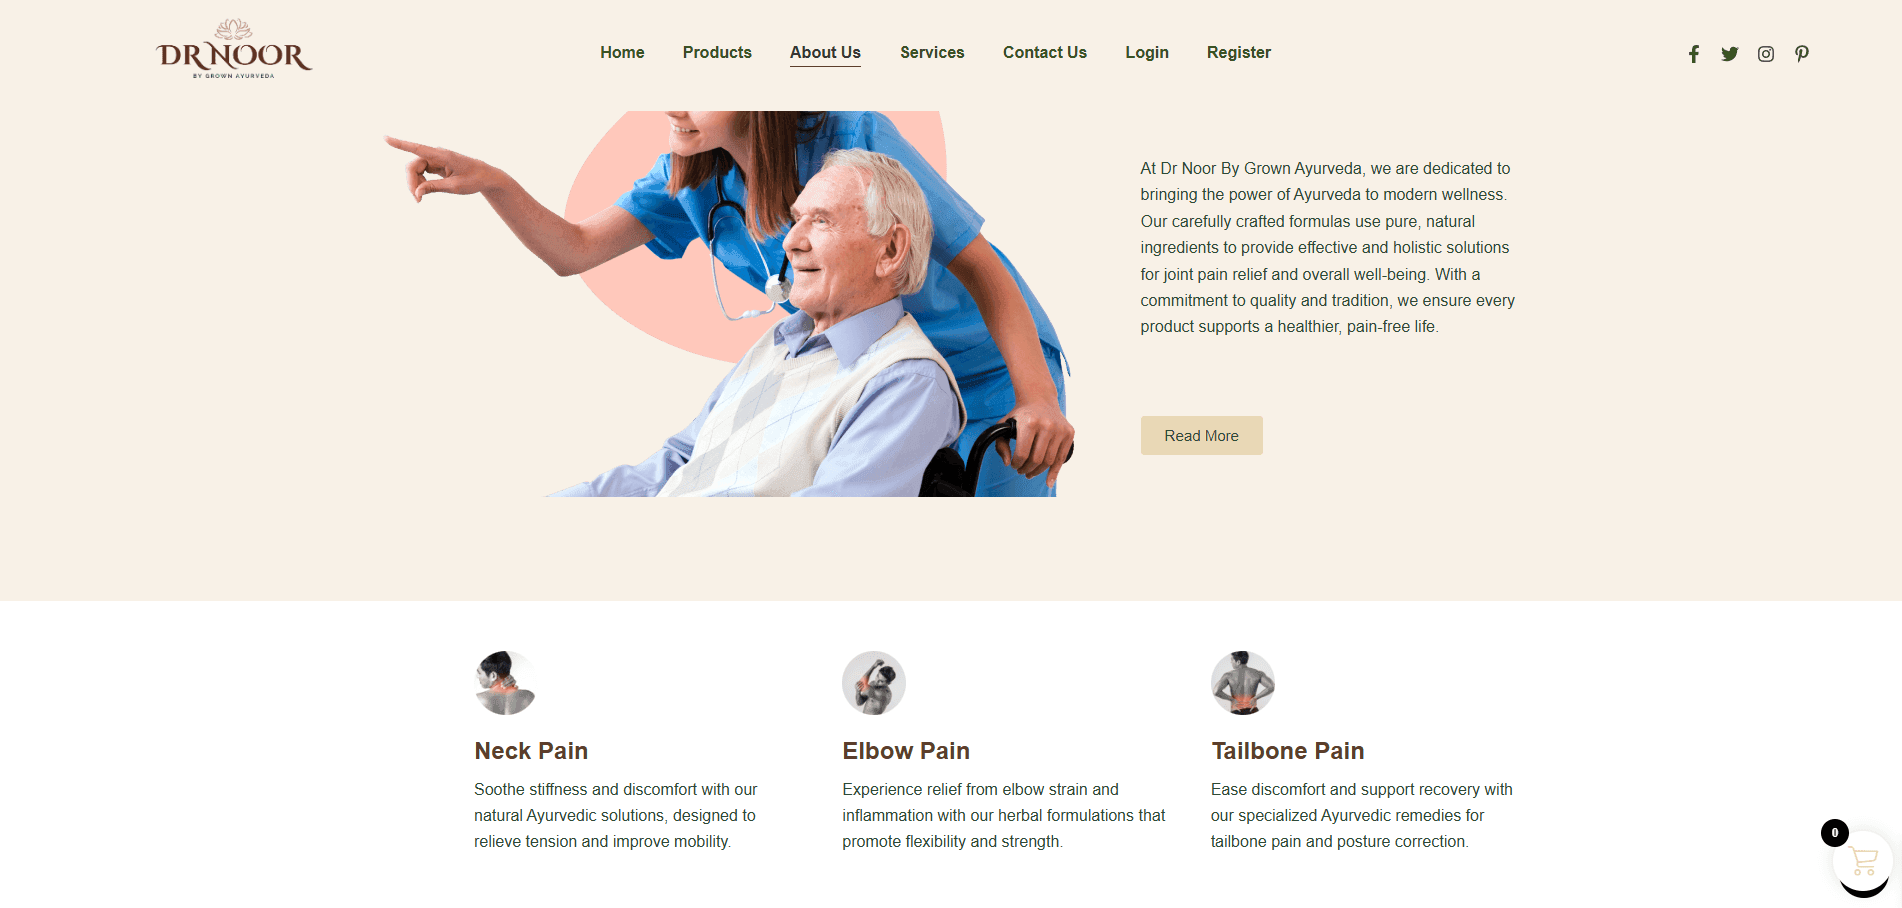 DR NOOR
BY GROWN AYURVEDA
Home
Products
About Us
Services
Contact Us
Login
Register
At Dr Noor By Grown Ayurveda, we are dedicated to
bringing the power of Ayurveda to modern wellness.
Our carefully crafted formulas use pure, natural
ingredients to provide effective and holistic solutions
for joint pain relief and overall well-being. With a
commitment to quality and tradition, we ensure every
product supports a healthier, pain-free life.
Read More
Neck Pain
Soothe stiffness and discomfort with our
natural Ayurvedic solutions, designed to
relieve tension and improve mobility.
Elbow Pain
Experience relief from elbow strain and
inflammation with our herbal formulations that
promote flexibility and strength.
Tailbone Pain
Ease discomfort and support recovery with
our specialized Ayurvedic remedies for
tailbone pain and posture correction.
0